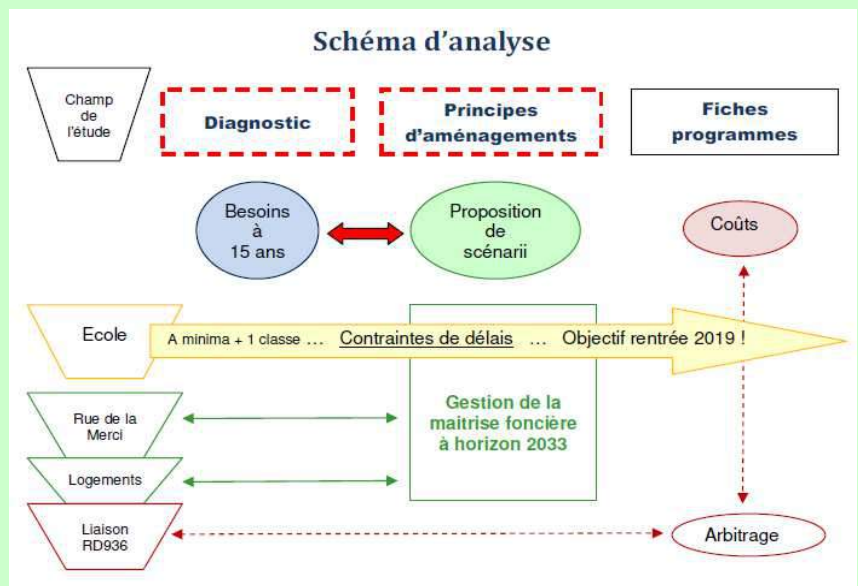 Schéma d'analyse
Champ
de
l'étude
Diagnostic
Principes
d'aménagements
Fiches
programmes
Besoins
à
15 ans
Proposition
de
scénarii
Coûts
Ecole
A minima + 1 classe … Contraintes de délais … Objectif rentrée 2019 !
Rue de la
Merci
Gestion de la
maitrise foncière
à horizon 2033
Logements
Liaison
RD936
Arbitrage